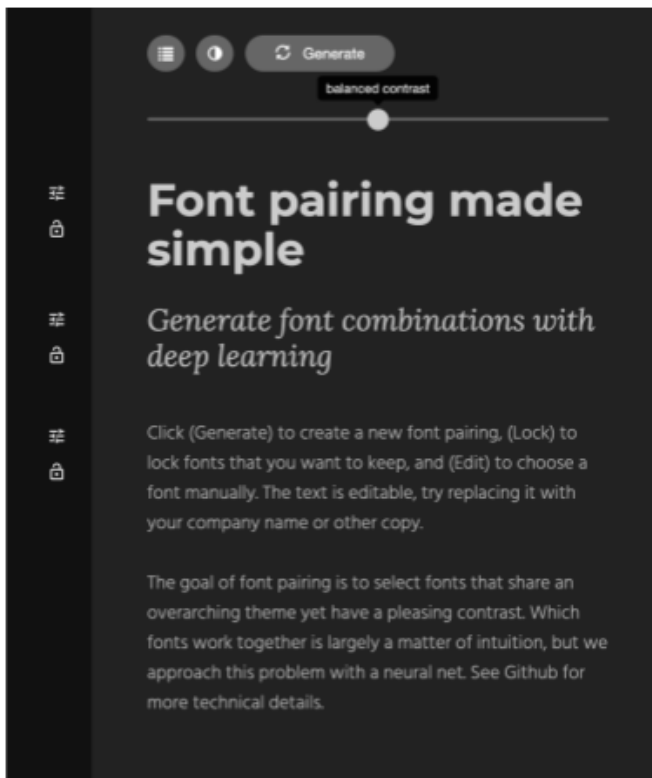 Generate
balanced contrast
Font pairing made
simple
Generate font combinations with
deep learning
Click (Generate) to create a new font pairing, (Lock) to
lock fonts that you want to keep, and (Edit) to choose a
font manually. The text is editable, try replacing it with
your company name or other copy.
The goal of font pairing is to select fonts that share an
overarching theme yet have a pleasing contrast. Which
fonts work together is largely a matter of intuition, but we
approach this problem with a neural net. See Github for
more technical details.